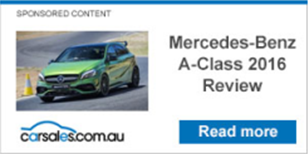 SPONSORED CONTENT
Mercedes-Benz
A-Class 2016
Review
carsales.com.au
Read more